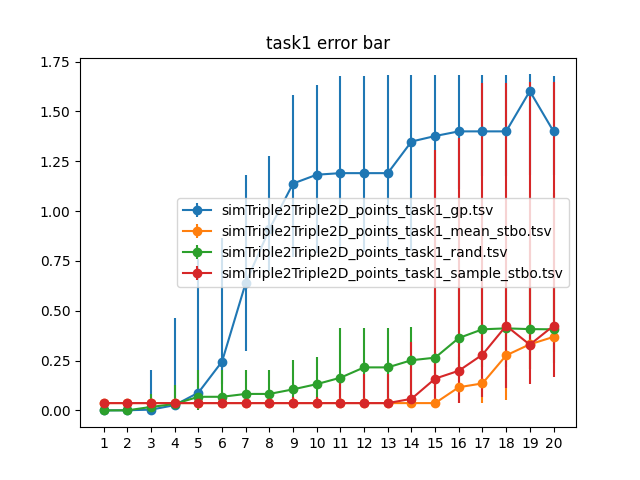 task1 error bar
1.75
1.50
1.25
1.00
0.75
0.50
0.25
0.00
simTriple2Triple2D_points_task1_gp.tsv
simTriple2Triple2D_points_task1_mean_stbo.tsv
simTriple2Triple2D_points_task1_rand.tsv
simTriple2Triple2D_points_task1_sample_stbo.tsv
1 2 3 4 5 6 7 8 9 10 11 12 13 14 15 16 17 18 19 20